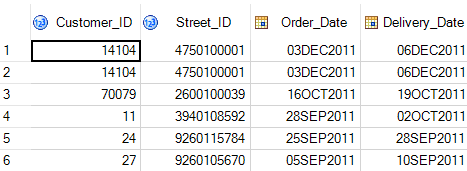 Customer_ID Street_ID Order_Date Delivery_Date
1 14104 4750100001 03DEC2011 06DEC2011
2 14104 4750100001 03DEC2011 06DEC2011
3 70079 2600100039 16OCT2011 19OCT2011
4 11 3940108592 28SEP2011 02OCT2011
5 24 9260115784 25SEP2011 28SEP2011
6 27 9260105670 05SEP2011 10SEP2011